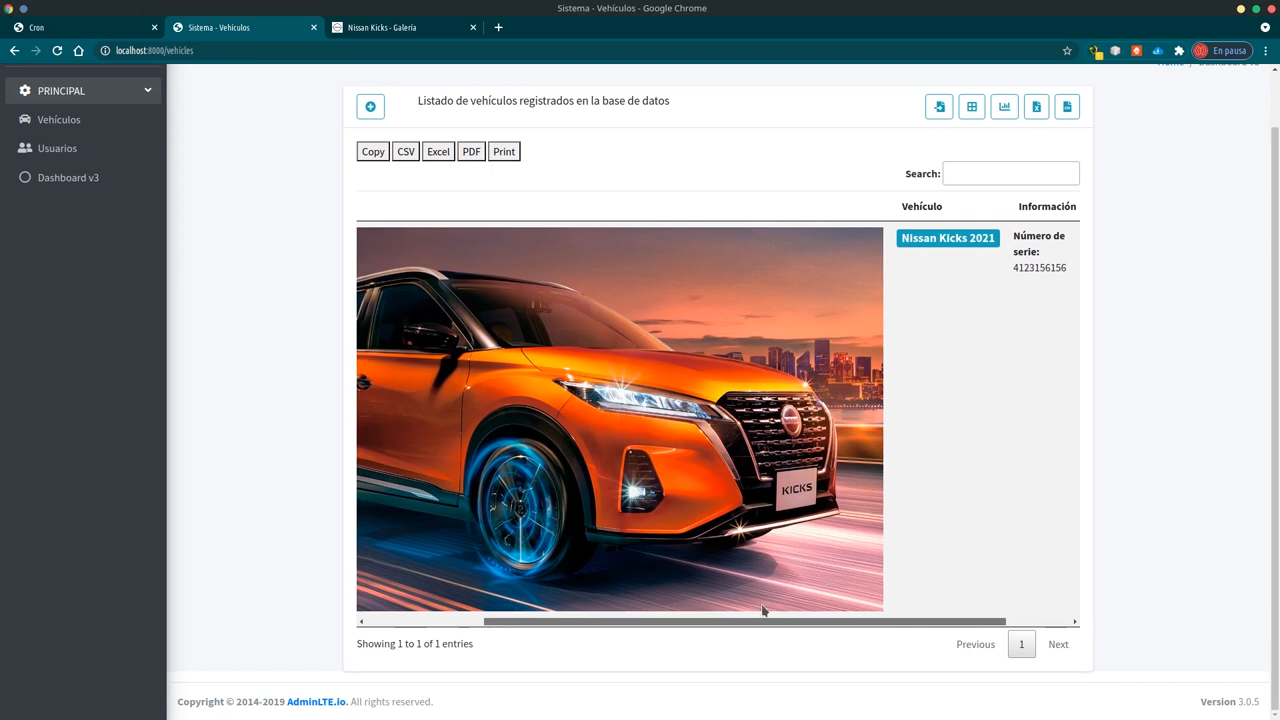 Sistema - Vehículos - Google Chrome
Cron
Sistema - Vehículos
Nissan Kicks - Galería
localhost:8000/vehicles
En pausa
PRINCIPAL
Vehículos
Usuarios
Dashboard v3
Listado de vehículos registrados en la base de datos
Copy CSV Excel PDF Print
Search:
Vehículo Información
Nissan Kicks 2021
Número de
serie:
4123156156
KICKS
Showing 1 to 1 of 1 entries
Previous 1 Next
Copyright © 2014-2019 AdminLTE.io. All rights reserved.
Version 3.0.5